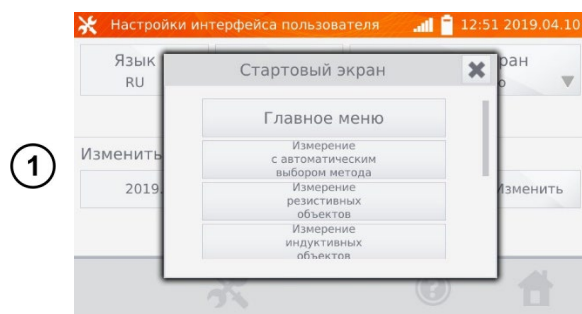 Настройки интерфейса пользователя 12:51 2019.04.10
Язык
RU
Стартовый экран
ран
о
Главное меню
Измерение
с автоматическим
выбором метода
Измерение
резистивных
объектов
Измерение
индуктивных
объектов
Изменить
2019.
Изменить
1